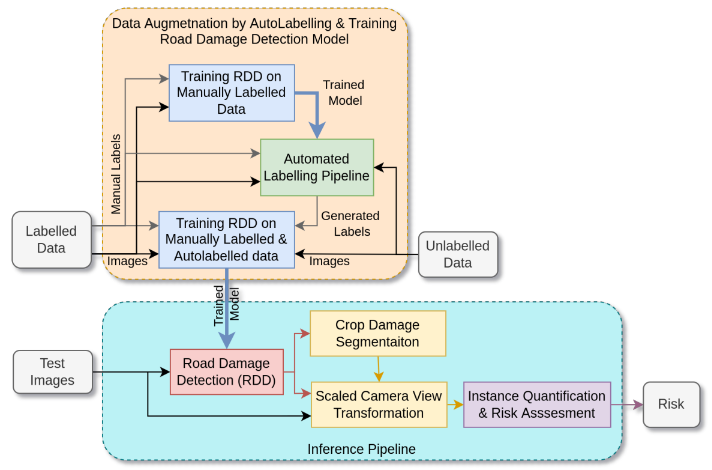 Data Augmetnation by AutoLabelling & Training
Road Damage Detection Model
Training RDD on
Manually Labelled
Data
Trained
Model
Manual Labels
Automated
Labelling Pipeline
Generated
Labels
Labelled
Data
Training RDD on
Manually Labelled &
Autolabelled data
Images
Images
Unlabelled
Data
Trained
Model
Test
Images
Road Damage
Detection (RDD)
Crop Damage
Segmentaiton
Scaled Camera View
Transformation
Instance Quantification
& Risk Asssesment
Risk
Inference Pipeline